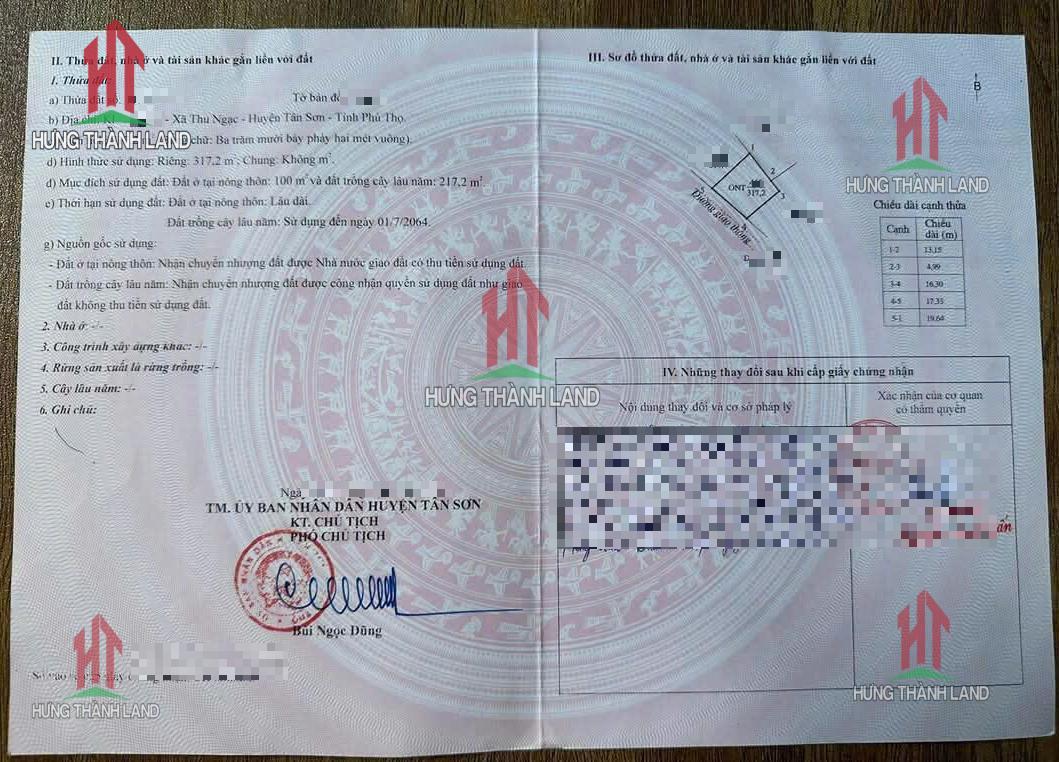 II. Thửa đất, nhà ở và tài sản khác gắn liền với đất
1. Thửa đất:
a) Thửa đất số:
Tờ bản đồ
b) Địa chỉ: - Xã Thu Ngạc - Huyện Tân Sơn - Tỉnh Phú Thọ.
chữ: Ba trăm mười bảy phảy hai mét vuông).
d) Hình thức sử dụng: Riêng: 317,2 m²; Chung: Không m².
đ) Mục đích sử dụng đất: Đất ở tại nông thôn: 100 m² và đất trồng cây lâu năm: 217,2 m².
e) Thời hạn sử dụng: Đất ở tại nông thôn: Lâu dài.
Đất trồng cây lâu năm: Sử dụng đến ngày 01/7/2064.
g) Nguồn gốc sử dụng:
- Đất ở tại nông thôn: Nhận chuyển nhượng đất được Nhà nước giao đất có thu tiền sử dụng đất.
- Đất trồng cây lâu năm: Nhận chuyển nhượng đất được công nhận quyền sử dụng đất như giao
đất không thu tiền sử dụng đất.
2. Nhà ở: -/-
3. Công trình xây dựng khác: -/-
4. Rừng sản xuất là rừng trồng: -/-
5. Cây lâu năm: -/-
6. Ghi chú:
TM. ỦY BAN NHÂN DÂN HUYỆN TÂN SƠN
KT. CHỦ TỊCH
PHÓ CHỦ TỊCH
Bùi Ngọc Dũng
III. Sơ đồ thửa đất, nhà ở và tài sản khác gắn liền với đất
B
1
2
3
4
5
ONT
317,2
Đường giao thông
Chiều dài cạnh thửa
Cạnh Chiều dài (m)
1-2 13,15
2-3 4,99
3-4 16,30
4-5 17,35
5-1 19,64
IV. Những thay đổi sau khi cấp giấy chứng nhận
Nội dung thay đổi và cơ sở pháp lý
Xác nhận của cơ quan
có thẩm quyền
HƯNG THÀNH LAND
HƯNG THÀNH LAND
HƯNG THÀNH LAND
HƯNG THÀNH LAND
HƯNG THÀNH LAND